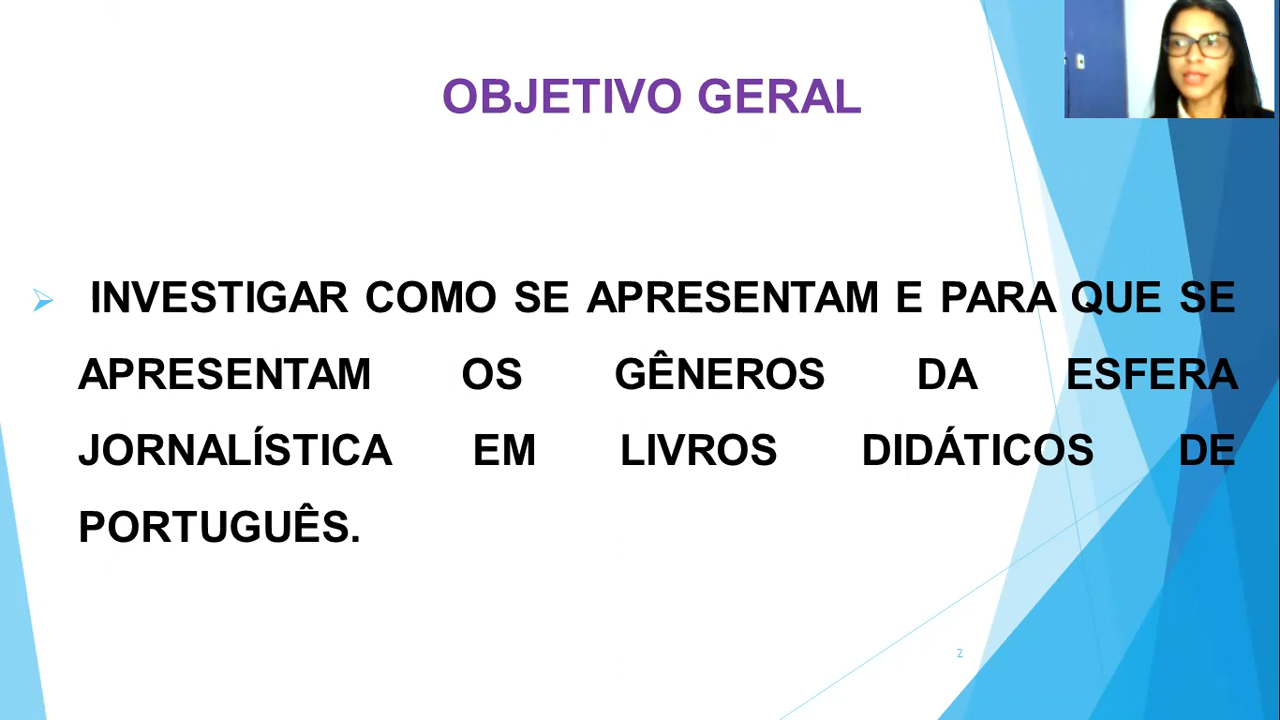 OBJETIVO GERAL
INVESTIGAR COMO SE APRESENTAM E PARA QUE SE
APRESENTAM OS GÊNEROS DA ESFERA
JORNALÍSTICA EM LIVROS DIDÁTICOS DE
PORTUGUÊS.
2